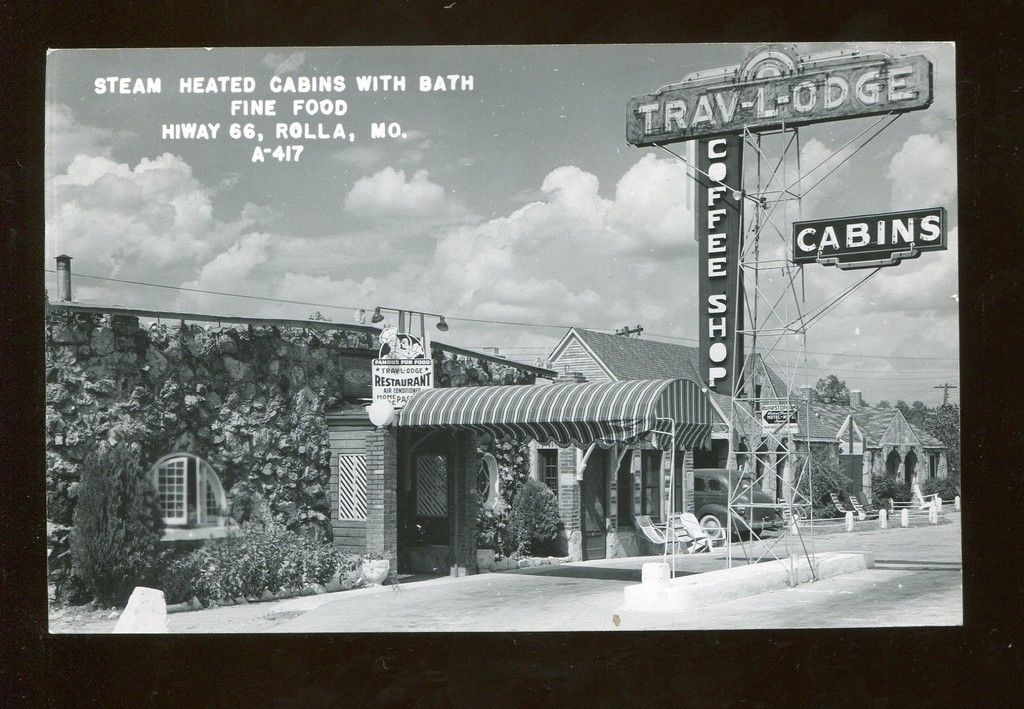 STEAM HEATED CABINS WITH BATH
FINE FOOD
HIWAY 66, ROLLA, MO.
A-417
TRAV-L-ODGE
COFFEE SHOP
CABINS
FAMOUS FOR FOOD
TRAV-L-ODGE
RESTAURANT
AIR CONDITIONED
HOME